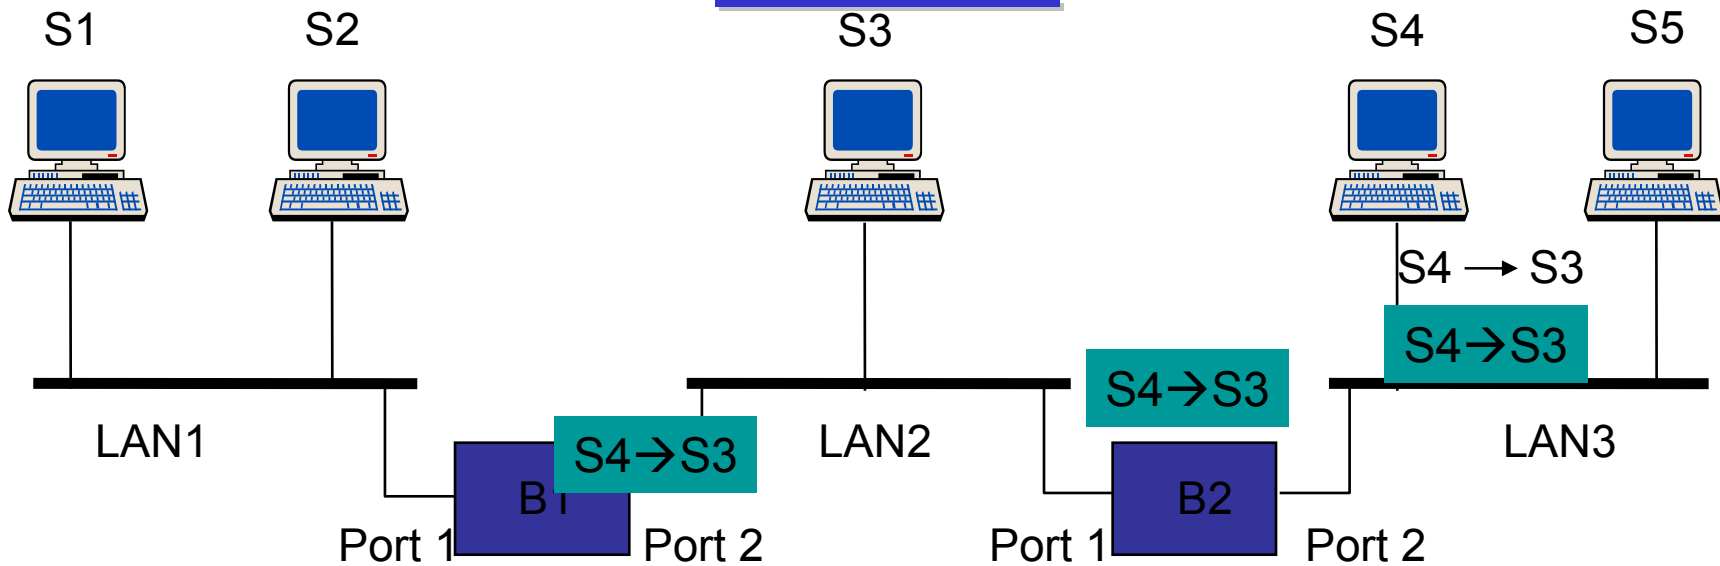 S1 S2 S3 S4 S5
S4 → S3
S4→S3
S4→S3
S4→S3
LAN1 LAN2 LAN3
B1 B2
Port 1 Port 2 Port 1 Port 2